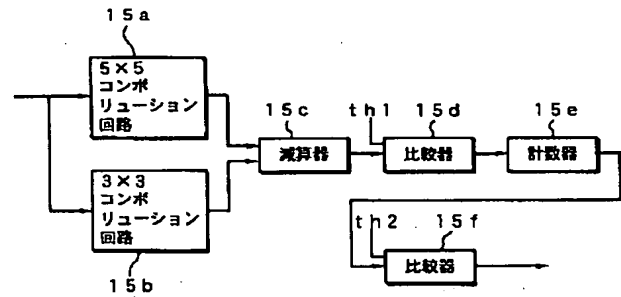 15a
5×5
コンボ
リューション
回路
15c
th1
15d
15e
減算器
比較器
計数器
3×3
コンボ
リューション
回路
15b
th2
15f
比較器